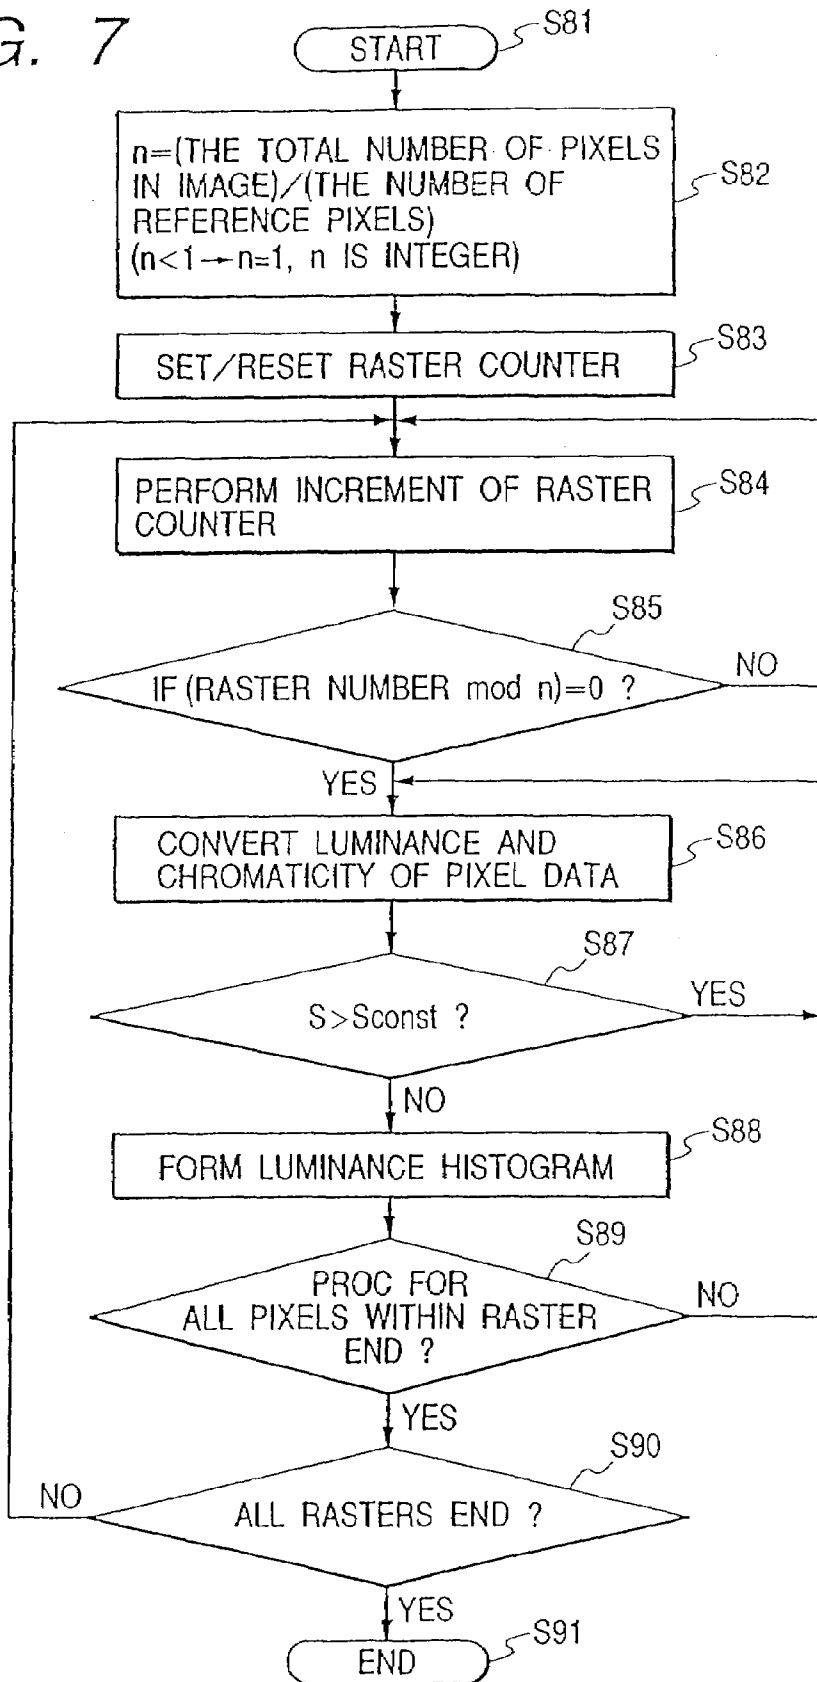 G. 7
START
S81
n=(THE TOTAL NUMBER OF PIXELS
IN IMAGE)/(THE NUMBER OF
REFERENCE PIXELS)
(n<1→n=1, n IS INTEGER)
S82
SET/RESET RASTER COUNTER
S83
PERFORM INCREMENT OF RASTER
COUNTER
S84
S85
IF (RASTER NUMBER mod n)=0 ?
NO
YES
CONVERT LUMINANCE AND
CHROMATICITY OF PIXEL DATA
S86
S87
S>Sconst ?
YES
NO
FORM LUMINANCE HISTOGRAM
S88
S89
PROC FOR
ALL PIXELS WITHIN RASTER
END ?
NO
YES
S90
ALL RASTERS END ?
NO
YES
END
S91